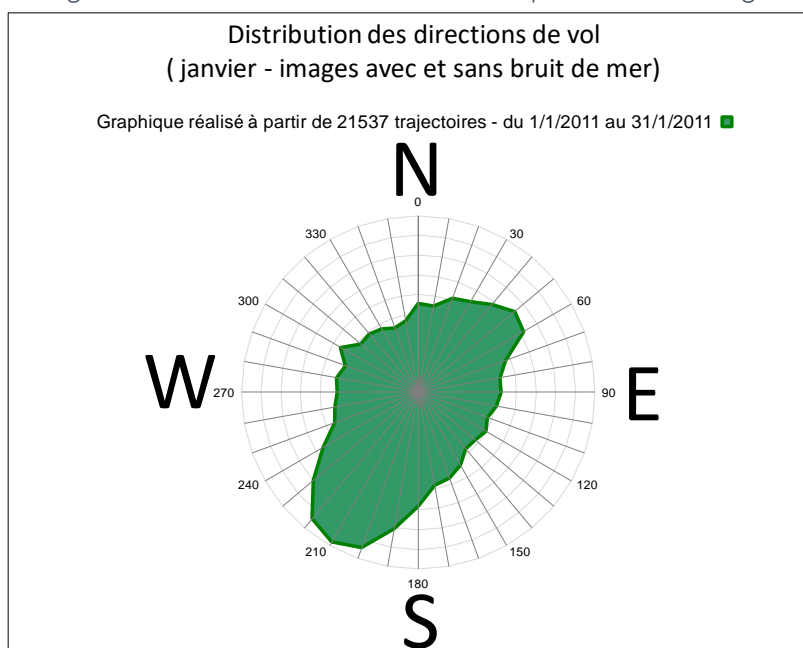 Distribution des directions de vol
( janvier - images avec et sans bruit de mer)
Graphique réalisé à partir de 21537 trajectoires - du 1/1/2011 au 31/1/2011
N
0
330
30
300
60
W
270
90
E
240
120
210
150
180
S